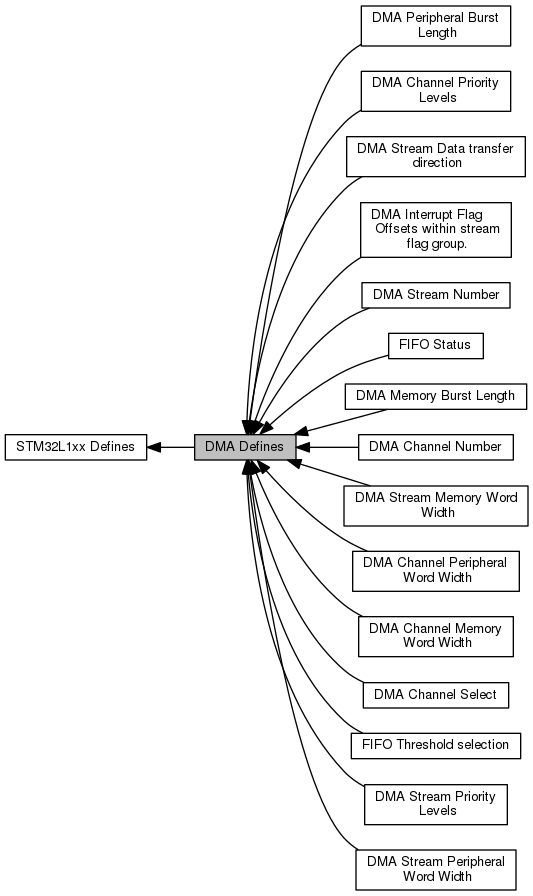 DMA Peripheral Burst
Length
DMA Channel Priority
Levels
DMA Stream Data transfer
direction
DMA Interrupt Flag
Offsets within stream
flag group.
DMA Stream Number
FIFO Status
DMA Memory Burst Length
STM32L1xx Defines
DMA Defines
DMA Channel Number
DMA Stream Memory Word
Width
DMA Channel Peripheral
Word Width
DMA Channel Memory
Word Width
DMA Channel Select
FIFO Threshold selection
DMA Stream Priority
Levels
DMA Stream Peripheral
Word Width